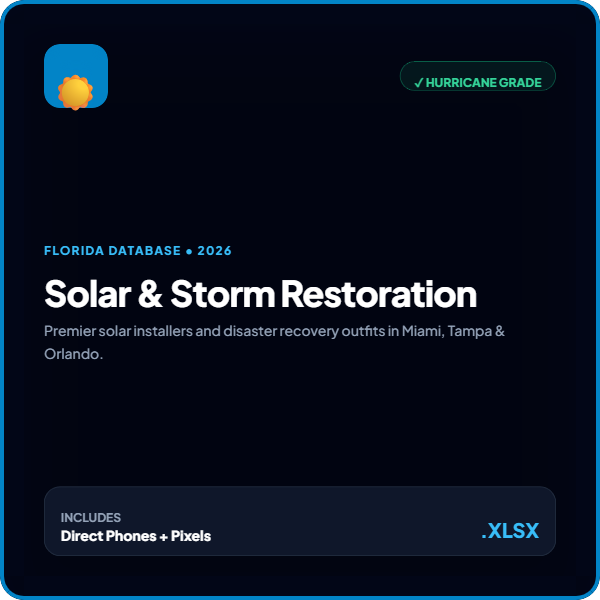 ✓ HURRICANE GRADE
FLORIDA DATABASE • 2026
Solar & Storm Restoration
Premier solar installers and disaster recovery outfits in Miami, Tampa &
Orlando.
INCLUDES
Direct Phones + Pixels
.XLSX